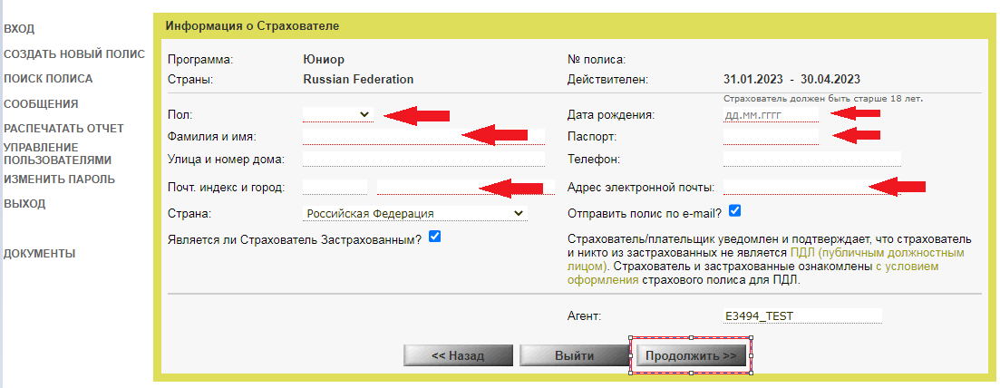 ВХОД
СОЗДАТЬ НОВЫЙ ПОЛИС
ПОИСК ПОЛИСА
СООБЩЕНИЯ
РАСПЕЧАТАТЬ ОТЧЕТ
УПРАВЛЕНИЕ
ПОЛЬЗОВАТЕЛЯМИ
ИЗМЕНИТЬ ПАРОЛЬ
ВЫХОД
ДОКУМЕНТЫ
Информация о Страхователе
Программа: Юниор № полиса:
Страны: Russian Federation Действителен: 31.01.2023 - 30.04.2023
Страхователь должен быть старше 18 лет.
Пол: Дата рождения: дд.мм.гггг
Фамилия и имя: Паспорт:
Улица и номер дома: Телефон:
Почт. индекс и город: Адрес электронной почты:
Страна: Российская Федерация Отправить полис по e-mail?
Является ли Страхователь Застрахованным?
Страхователь/плательщик уведомлен и подтверждает, что страхователь
и никто из застрахованных не является ПДЛ (публичным должностным
лицом). Страхователь и застрахованные ознакомлены с условием
оформления страхового полиса для ПДЛ.
Агент: E3494_TEST
<< Назад Выйти Продолжить >>